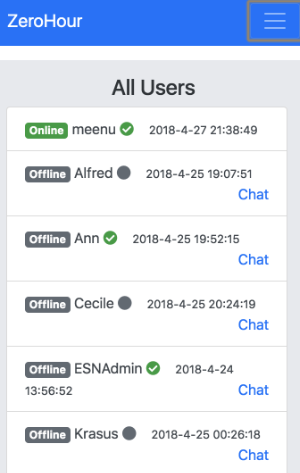 ZeroHour
All Users
Online meenu 2018-4-27 21:38:49
Offline Alfred 2018-4-25 19:07:51
Chat
Offline Ann 2018-4-25 19:52:15
Chat
Offline Cecile 2018-4-25 20:24:19
Chat
Offline ESNAdmin 2018-4-24
13:56:52 Chat
Offline Krasus 2018-4-25 00:26:18
Chat